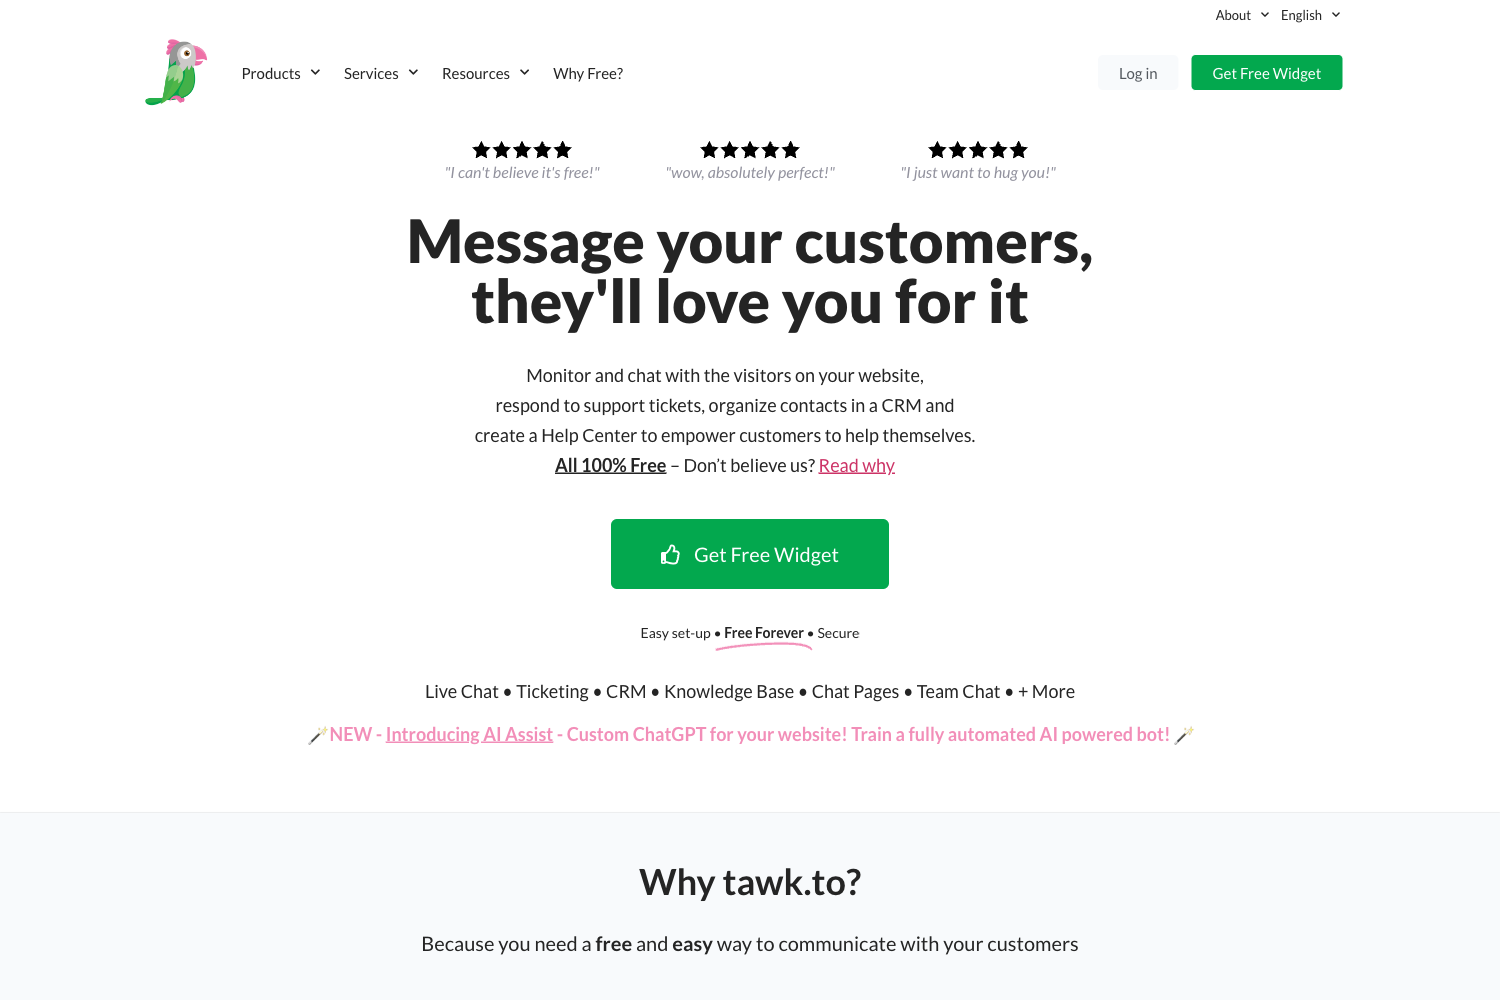 About English
Products Services Resources Why Free? Log in Get Free Widget
"I can't believe it's free!" "wow, absolutely perfect!" "I just want to hug you!"
Message your customers,
they'll love you for it
Monitor and chat with the visitors on your website,
respond to support tickets, organize contacts in a CRM and
create a Help Center to empower customers to help themselves.
All 100% Free – Don’t believe us? Read why
Get Free Widget
Easy set-up • Free Forever • Secure
Live Chat • Ticketing • CRM • Knowledge Base • Chat Pages • Team Chat • + More
NEW - Introducing AI Assist - Custom ChatGPT for your website! Train a fully automated AI powered bot!
Why tawk.to?
Because you need a free and easy way to communicate with your customers